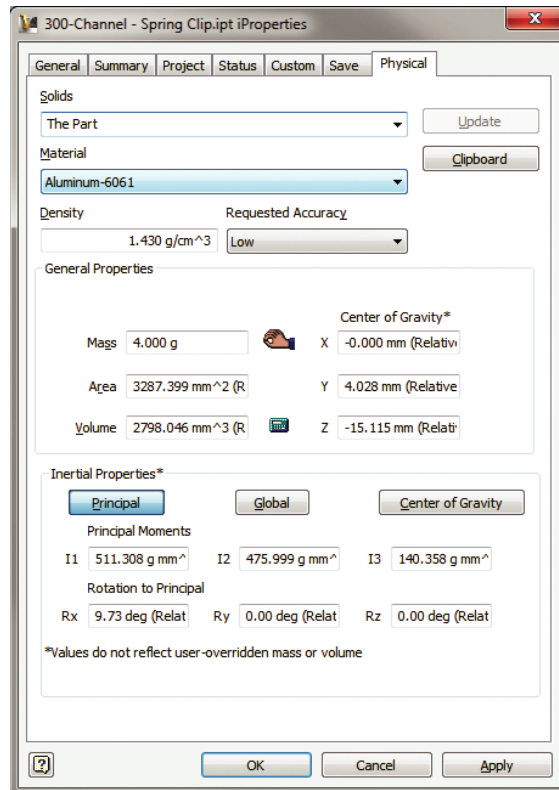 300-Channel - Spring Clip.ipt iProperties
General Summary Project Status Custom Save Physical
Solids
The Part Update
Material Clipboard
Aluminum-6061
Density Requested Accuracy
1.430 g/cm^3 Low
General Properties
Center of Gravity*
Mass 4.000 g X -0.000 mm (Relative
Area 3287.399 mm^2 (R Y 4.028 mm (Relative
Volume 2798.046 mm^3 (R Z -15.115 mm (Relati
Inertial Properties*
Principal Global Center of Gravity
Principal Moments
I1 511.308 g mm^ I2 475.999 g mm^ I3 140.358 g mm^
Rotation to Principal
Rx 9.73 deg (Relat Ry 0.00 deg (Relat Rz 0.00 deg (Relat
*Values do not reflect user-overridden mass or volume
? OK Cancel Apply